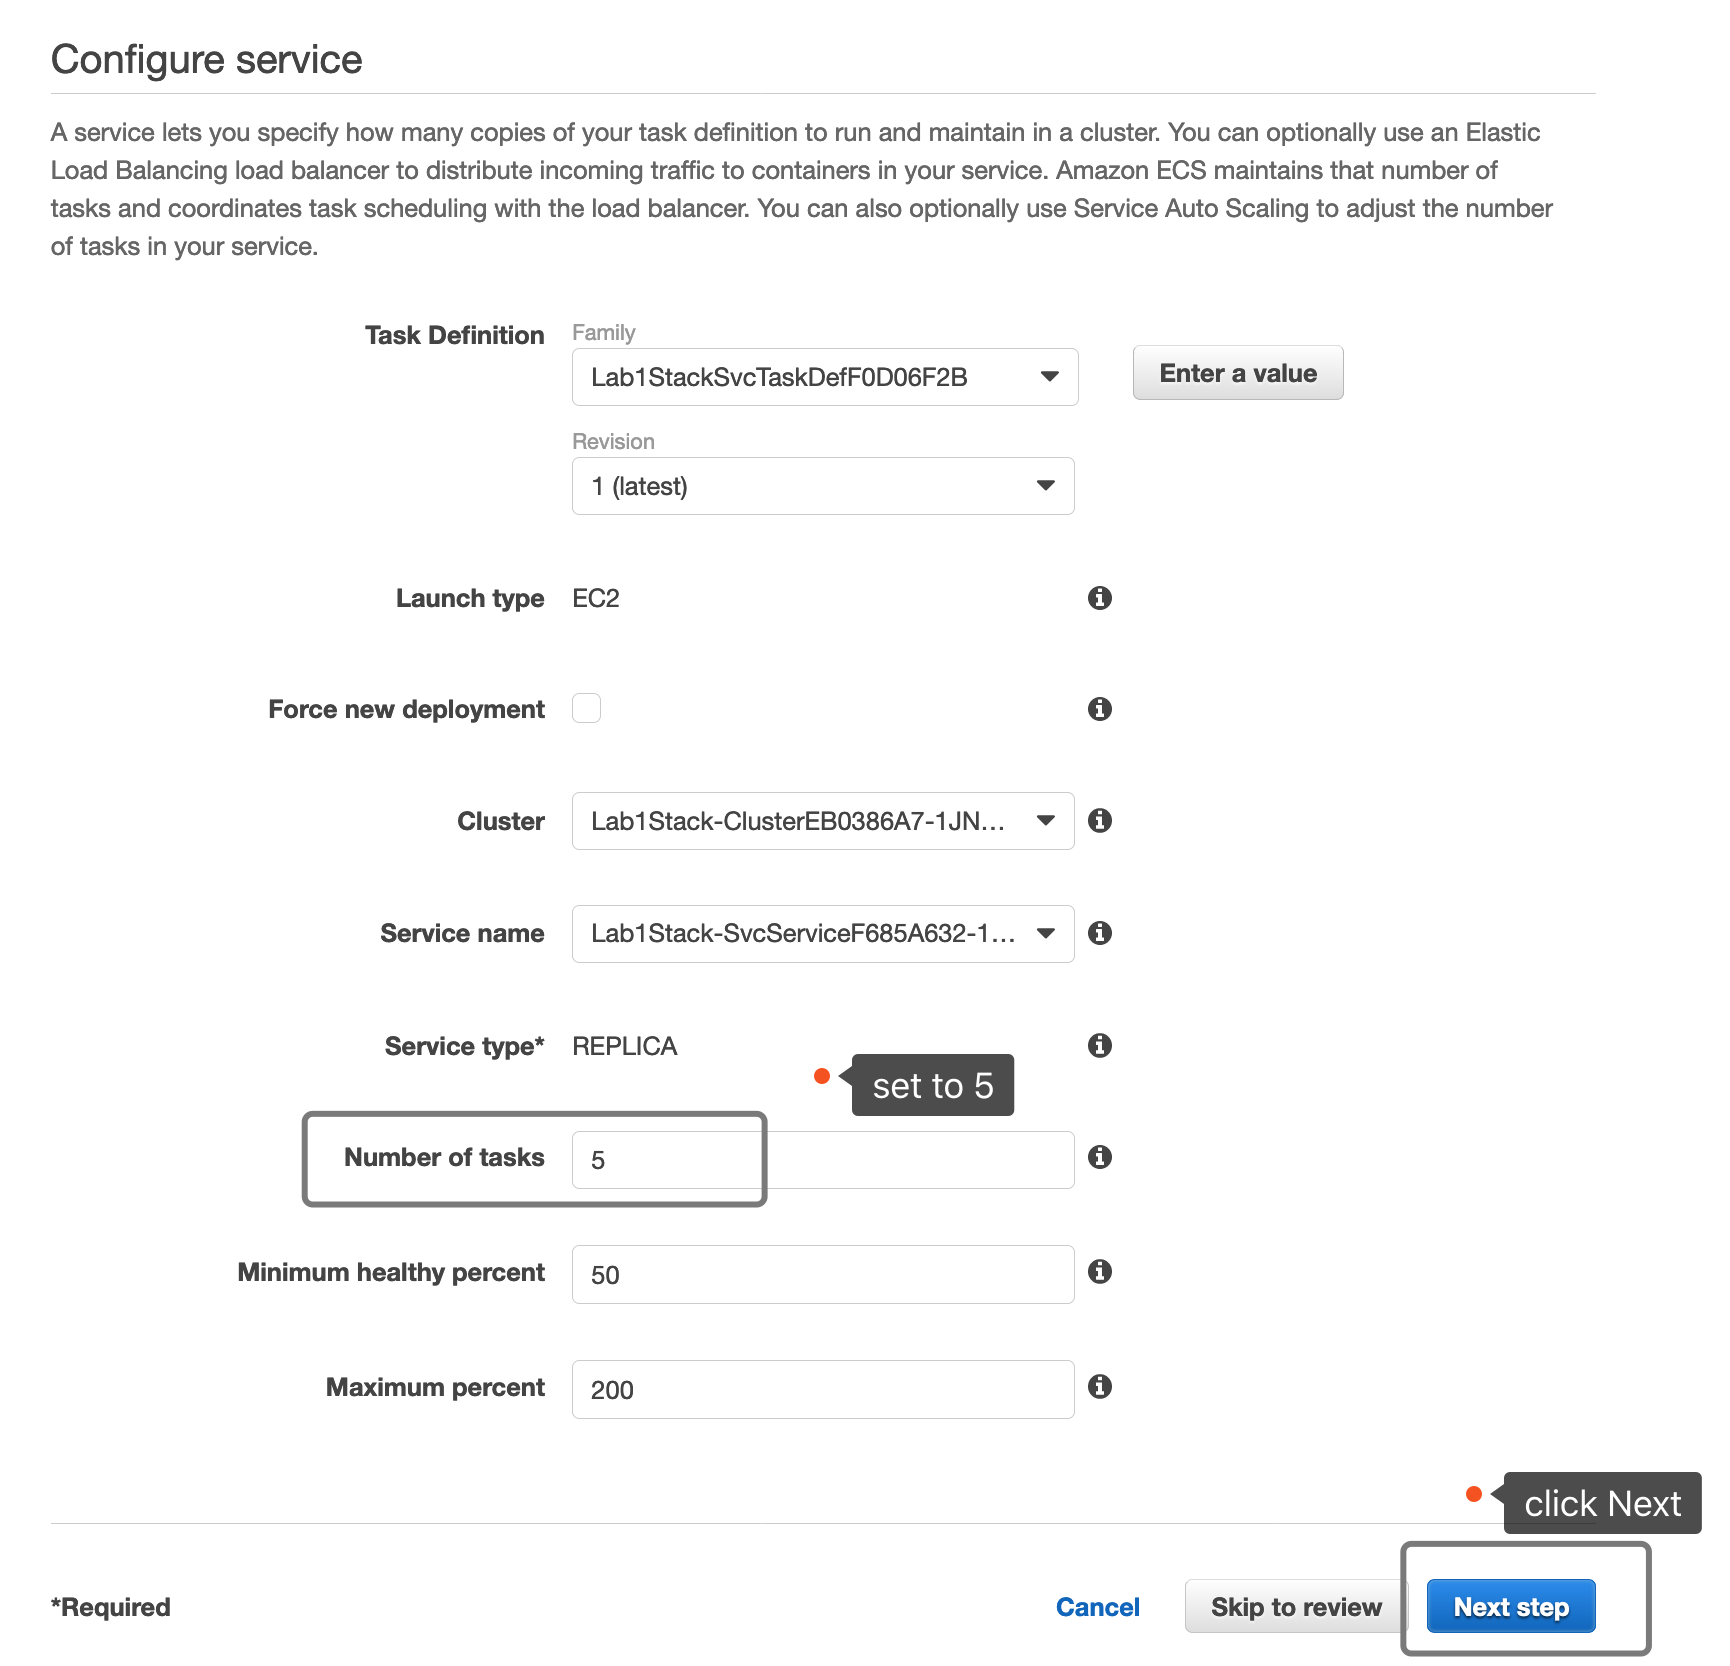 Configure service
A service lets you specify how many copies of your task definition to run and maintain in a cluster. You can optionally use an Elastic
Load Balancing load balancer to distribute incoming traffic to containers in your service. Amazon ECS maintains that number of
tasks and coordinates task scheduling with the load balancer. You can also optionally use Service Auto Scaling to adjust the number
of tasks in your service.
Task Definition
Family
Lab1StackSvcTaskDefF0D06F2B
Enter a value
Revision
1 (latest)
Launch type EC2
Force new deployment
Cluster Lab1Stack-ClusterEB0386A7-1JN...
Service name Lab1Stack-SvcServiceF685A632-1...
Service type* REPLICA
set to 5
Number of tasks 5
Minimum healthy percent 50
Maximum percent 200
click Next
*Required Cancel Skip to review Next step